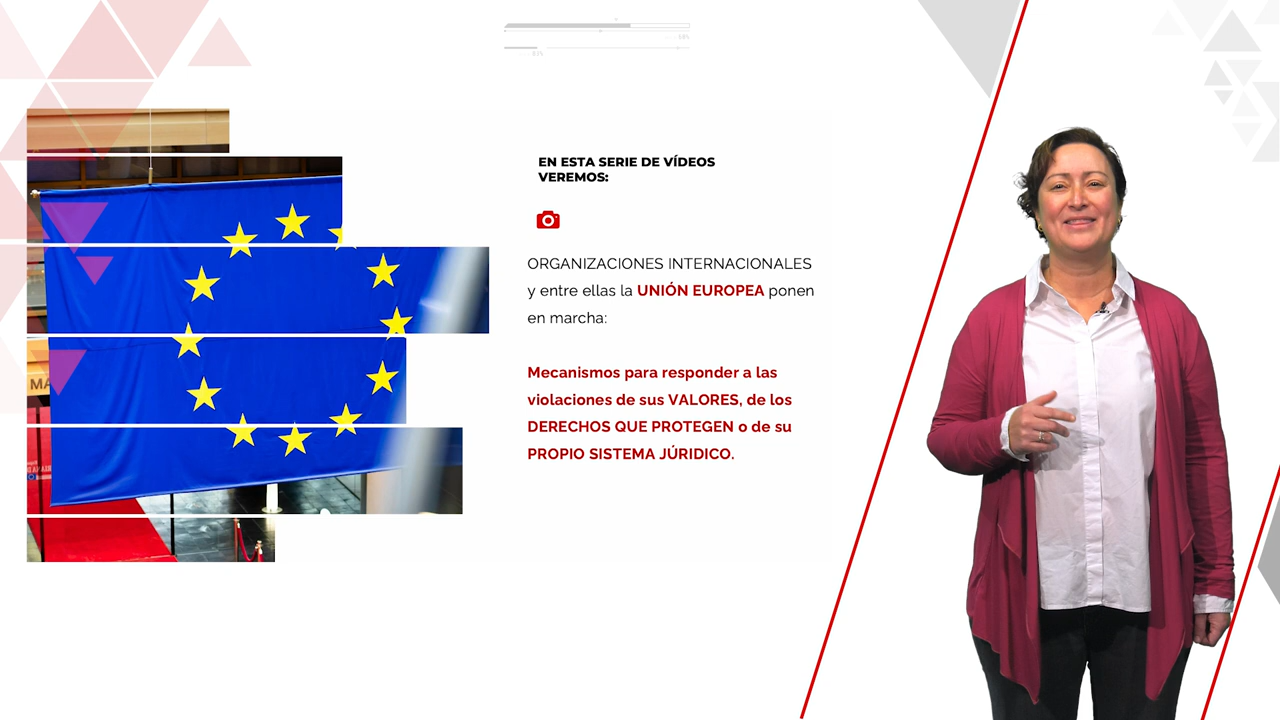 EN ESTA SERIE DE VÍDEOS
VEREMOS:
ORGANIZACIONES INTERNACIONALES
y entre ellas la UNIÓN EUROPEA ponen
en marcha:
Mecanismos para responder a las
violaciones de sus VALORES, de los
DERECHOS QUE PROTEGEN o de su
PROPIO SISTEMA JÚRIDICO.